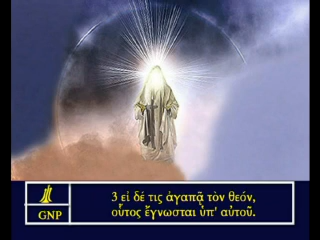 3 εἰ δέ τις ἀγαπᾷ τὸν θεόν,
οὗτος ἔγνωσται ὑπ' αὐτοῦ.
GNP